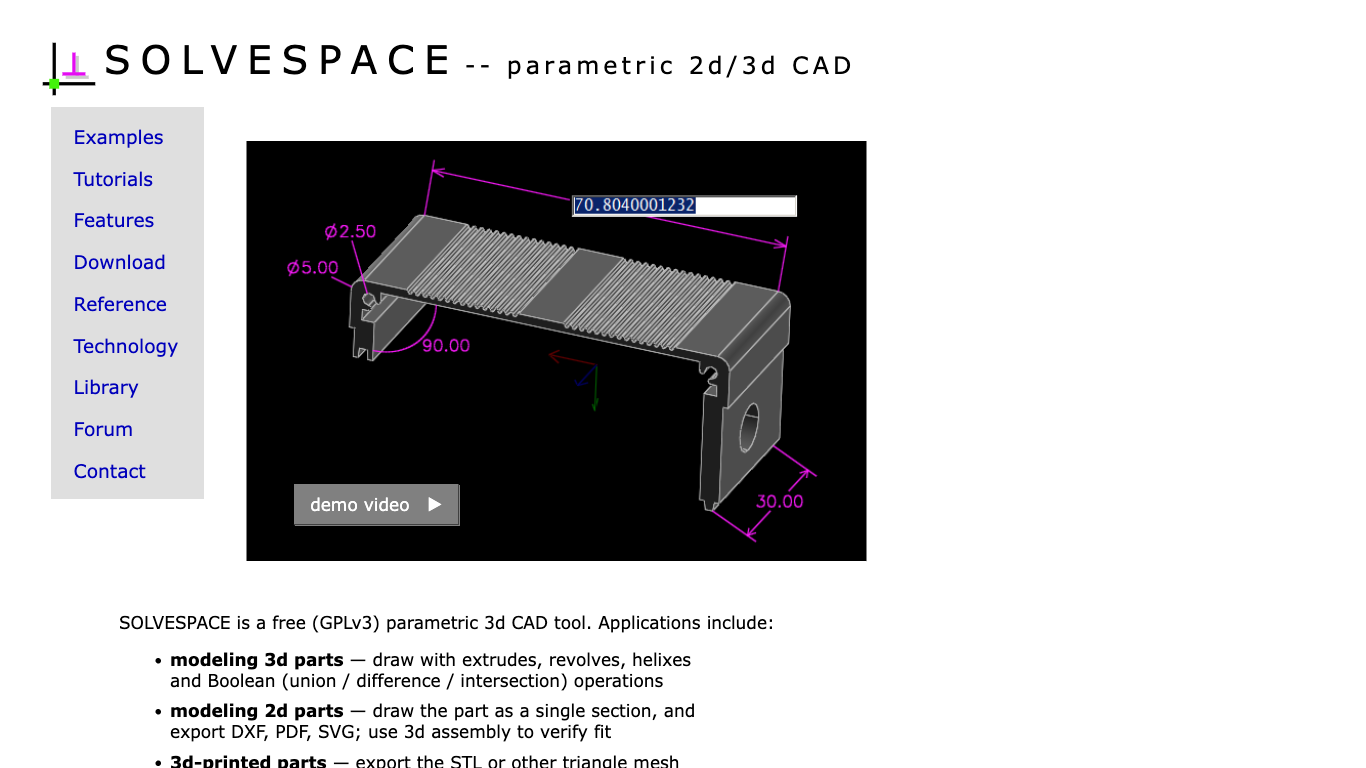 SOLVESPACE -- parametric 2d/3d CAD
Examples
Tutorials
Features
Download
Reference
Technology
Library
Forum
Contact
70.8040001232
⌀2.50
⌀5.00
90.00
30.00
demo video ▶
SOLVESPACE is a free (GPLv3) parametric 3d CAD tool. Applications include:
• modeling 3d parts — draw with extrudes, revolves, helixes
and Boolean (union / difference / intersection) operations
• modeling 2d parts — draw the part as a single section, and
export DXF, PDF, SVG; use 3d assembly to verify fit
• 3d-printed parts — export the STL or other triangle mesh